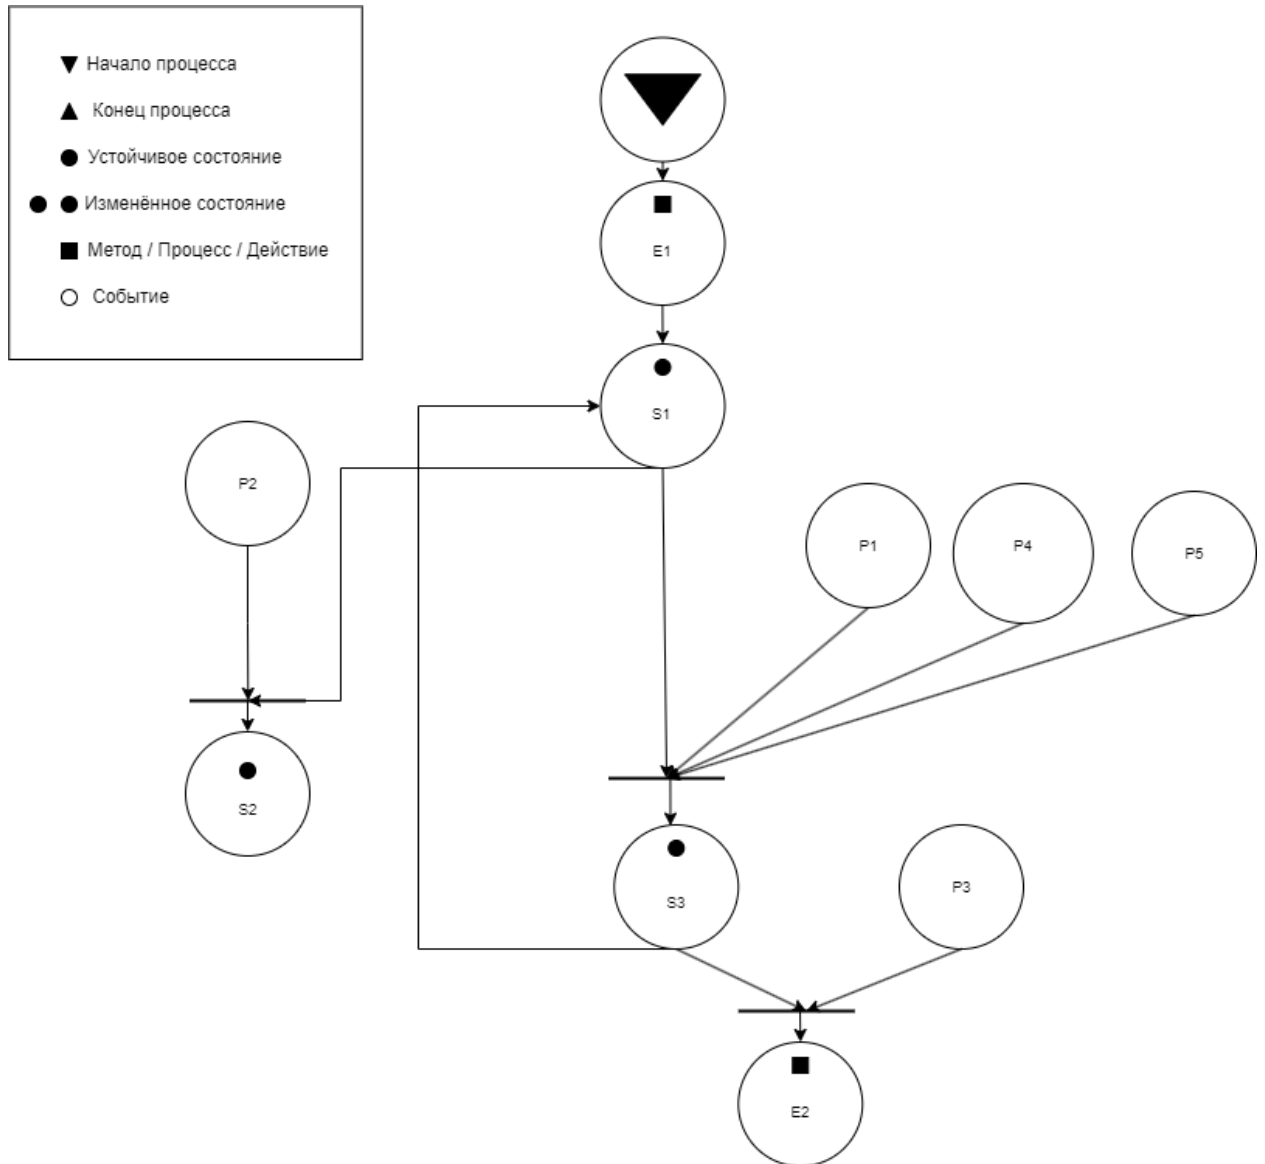 Начало процесса
Конец процесса
Устойчивое состояние
Изменённое состояние
Метод / Процесс / Действие
Событие
E1
S1
P2
P1
P4
P5
S2
S3
P3
E2